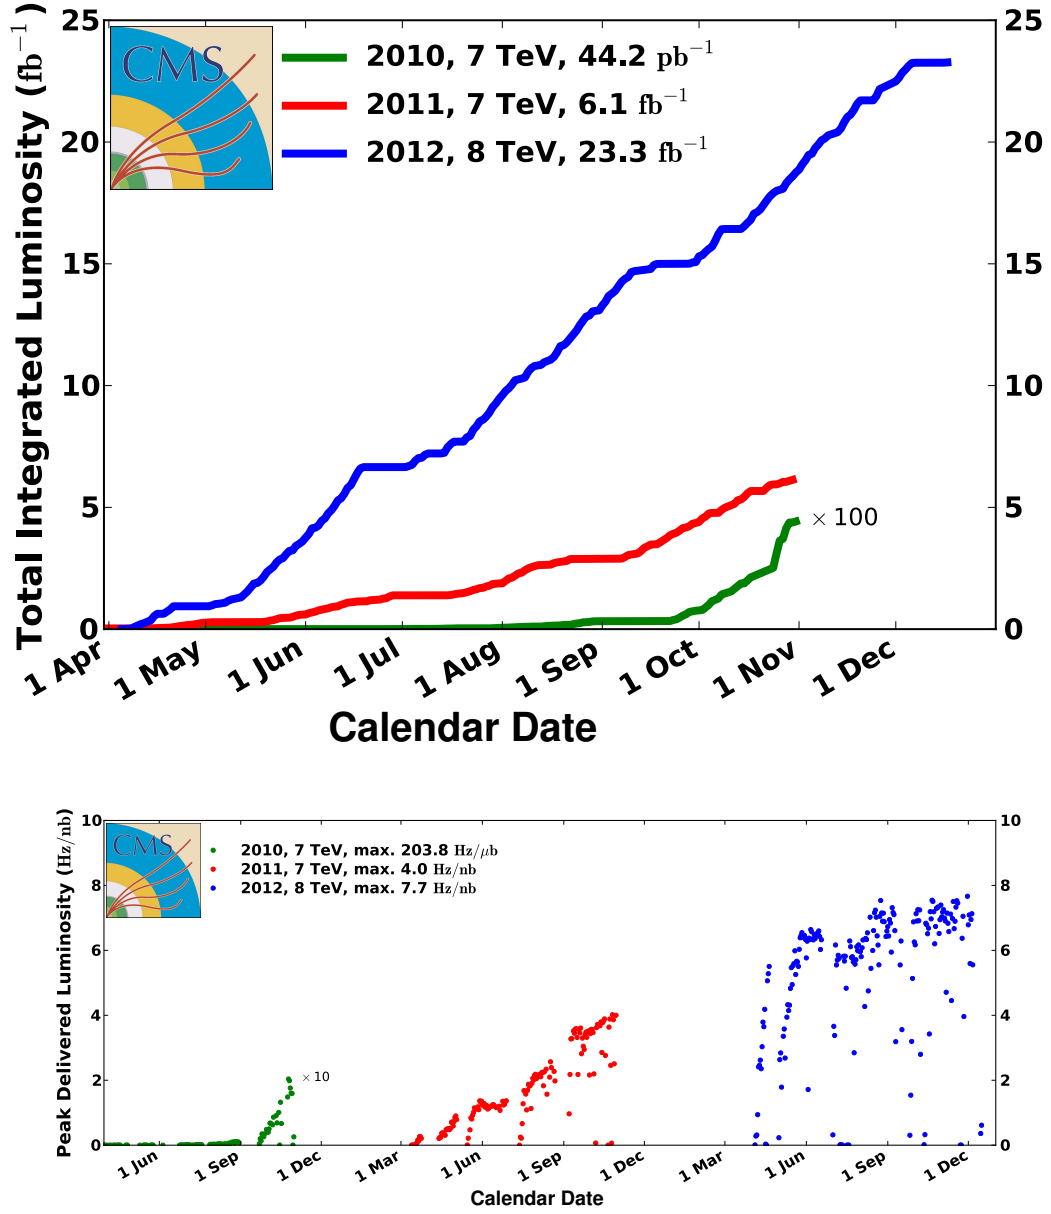 Total Integrated Luminosity (fb⁻¹)
25
20
15
10
5
0
CMS
2010, 7 TeV, 44.2 pb⁻¹
2011, 7 TeV, 6.1 fb⁻¹
2012, 8 TeV, 23.3 fb⁻¹
× 100
25
20
15
10
5
0
1 Apr
1 May
1 Jun
1 Jul
1 Aug
1 Sep
1 Oct
1 Nov
1 Dec
Calendar Date
Peak Delivered Luminosity (Hz/nb)
10
8
6
4
2
0
CMS
2010, 7 TeV, max. 203.8 Hz/μb
2011, 7 TeV, max. 4.0 Hz/nb
2012, 8 TeV, max. 7.7 Hz/nb
× 10
10
8
6
4
2
0
1 Jun
1 Sep
1 Dec
1 Mar
1 Jun
1 Sep
1 Dec
1 Mar
1 Jun
1 Sep
1 Dec
Calendar Date